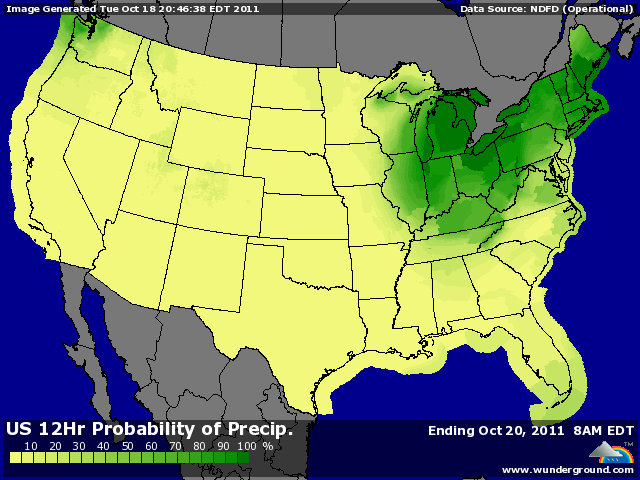 Image Generated Tue Oct 18 20:46:38 EDT 2011
Data Source: NDFD (Operational)
US 12Hr Probability of Precip.
Ending Oct 20, 2011 8AM EDT
10 20 30 40 50 60 70 80 90 100 %
www.wunderground.com